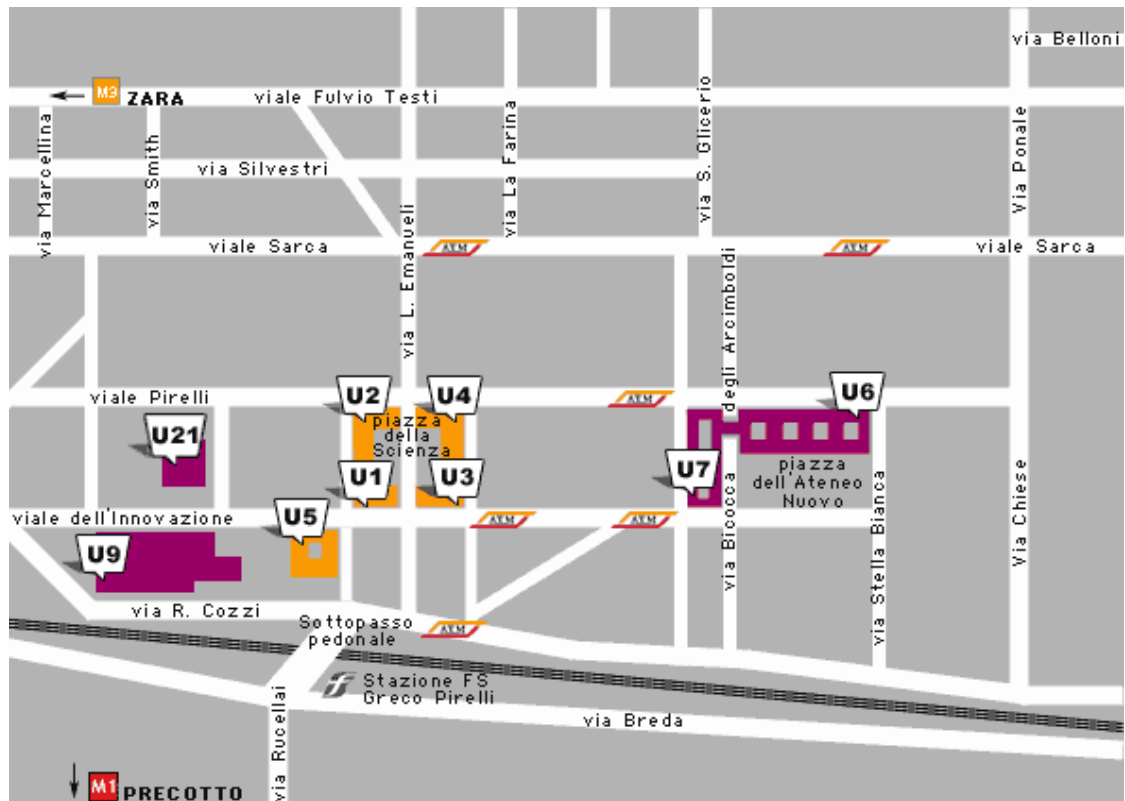 via Belloni
M3 ZARA
viale Fulvio Testi
via Marcellina
via Smith
via La Farina
via S. Glicerio
Via Ponale
via Silvestri
viale Sarca
ATM
ATM
viale Sarca
via L. Emanueli
degli Arcimboldi
viale Pirelli
U2
U4
ATM
U6
piazza
della
Scienza
U21
U1
U3
U7
piazza
dell'Ateneo
Nuovo
viale dell'Innovazione
U5
ATM
ATM
via Bicocca
via Stella Bianca
Via Chiese
U9
via R. Cozzi
Sottopasso
pedonale
ATM
Stazione FS
Greco Pirelli
via Rucellai
via Breda
M1 PRECOTTO